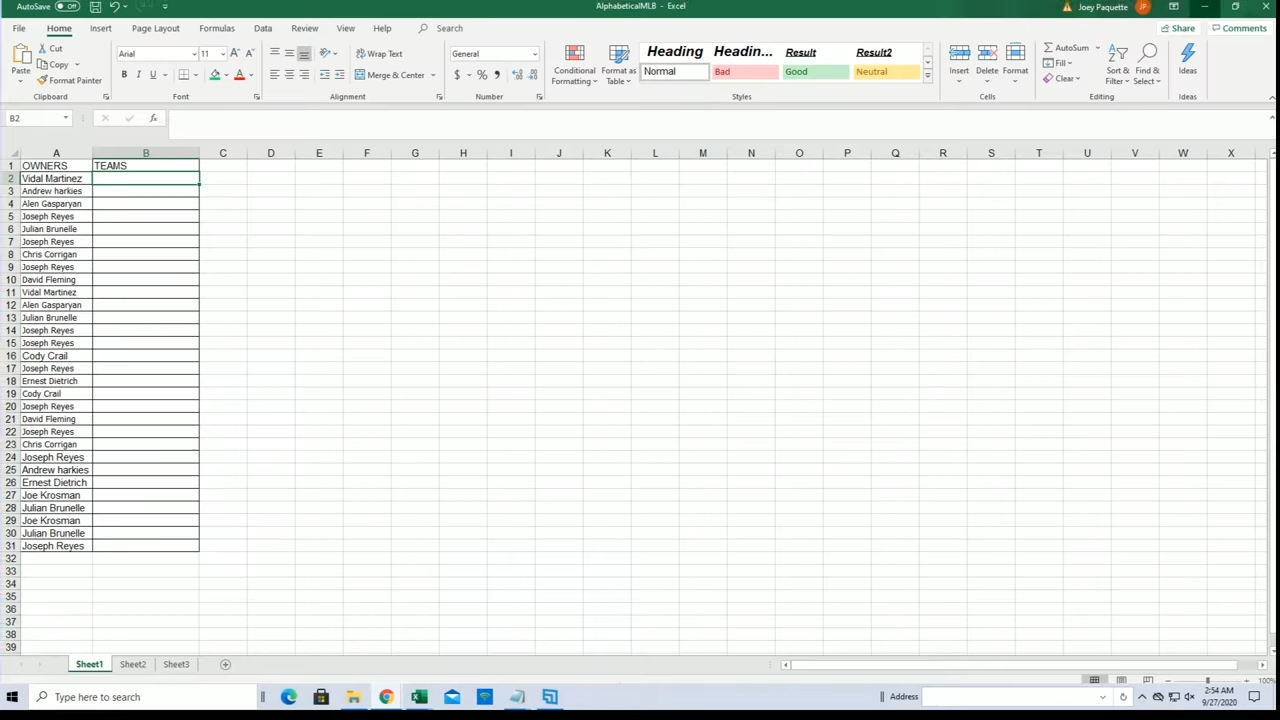 AutoSave Off AlphabeticalMLB - Excel Joey Paquette JP
File Home Insert Page Layout Formulas Data Review View Help Search Share Comments
Paste Cut Copy Format Painter Clipboard
Arial 11 A A B I U A Font
Wrap Text Merge & Center Alignment
General $ % Number
Conditional Formatting Format as Table
Heading Headin... Result Result2
Normal Bad Good Neutral
Styles
Insert Delete Format Cells
AutoSum Fill Clear Sort & Filter Find & Select Editing
Ideas Ideas
B2 fx
A B C D E F G H I J K L M N O P Q R S T U V W X
1 OWNERS TEAMS
2 Vidal Martinez
3 Andrew harkies
4 Alen Gasparyan
5 Joseph Reyes
6 Julian Brunelle
7 Joseph Reyes
8 Chris Corrigan
9 Joseph Reyes
10 David Fleming
11 Vidal Martinez
12 Alen Gasparyan
13 Julian Brunelle
14 Joseph Reyes
15 Joseph Reyes
16 Cody Crail
17 Joseph Reyes
18 Ernest Dietrich
19 Cody Crail
20 Joseph Reyes
21 David Fleming
22 Joseph Reyes
23 Chris Corrigan
24 Joseph Reyes
25 Andrew harkies
26 Ernest Dietrich
27 Joe Krosman
28 Julian Brunelle
29 Joe Krosman
30 Julian Brunelle
31 Joseph Reyes
32
33
34
35
36
37
38
39
Sheet1 Sheet2 Sheet3
100%
Type here to search Address 2:54 AM
9/27/2020